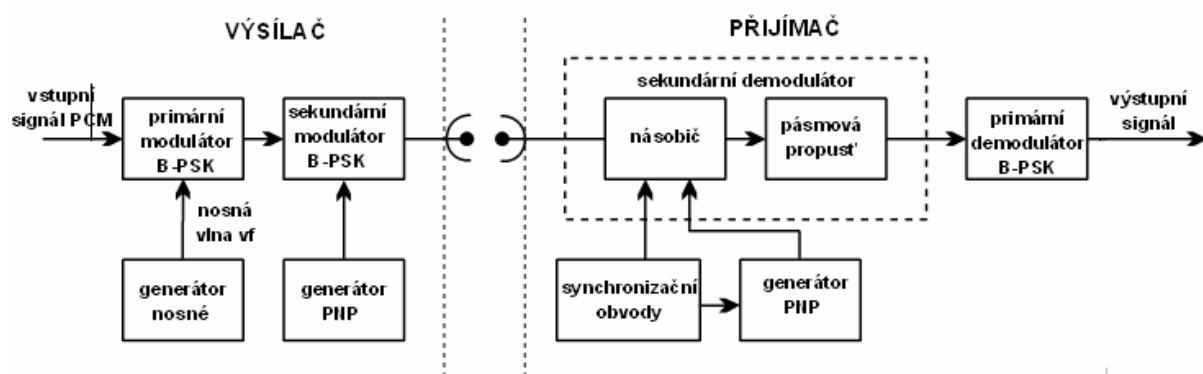 VÝSÍLAČ
PŘIJÍMAČ
vstupní
signál PCM
primární
modulátor
B-PSK
sekundární
modulátor
B-PSK
sekundární demodulátor
násobič
pásmová
propusť
primární
demodulátor
B-PSK
výstupní
signál
nosná
vlna vf
generátor
nosné
generátor
PNP
synchronizační
obvody
generátor
PNP